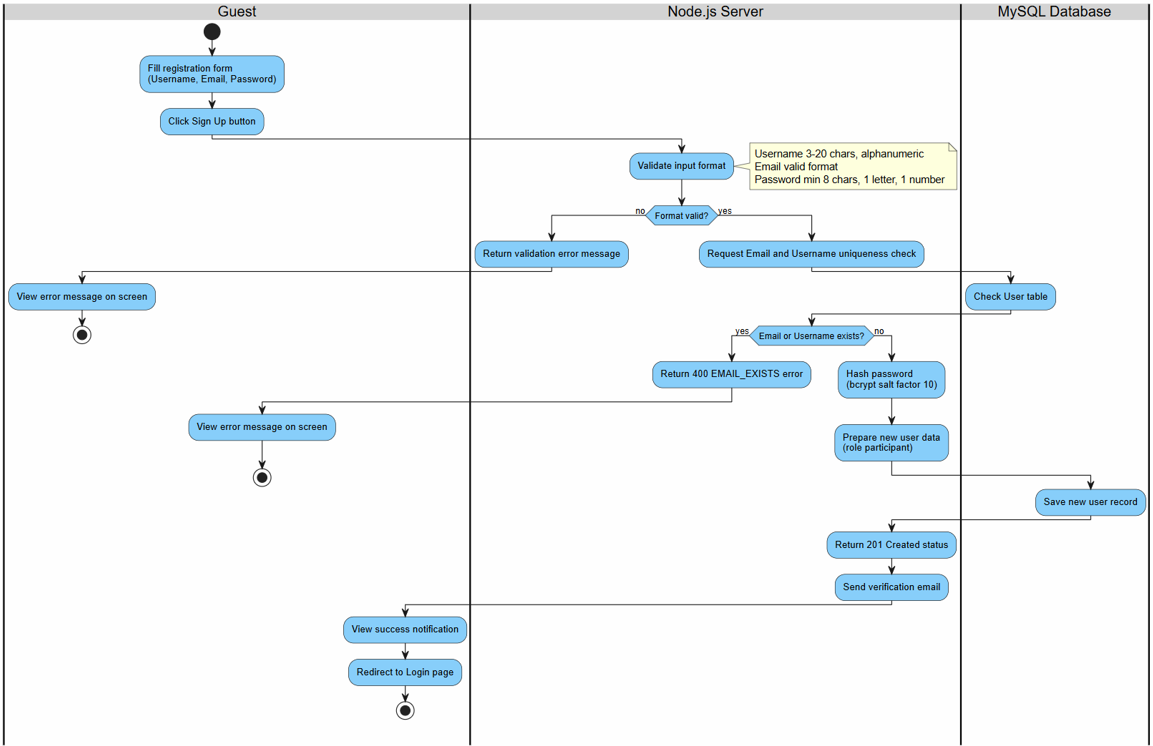 Guest
Node.js Server
MySQL Database
Fill registration form
(Username, Email, Password)
Click Sign Up button
Validate input format
Username 3-20 chars, alphanumeric
Email valid format
Password min 8 chars, 1 letter, 1 number
no
Format valid?
yes
Return validation error message
Request Email and Username uniqueness check
View error message on screen
Check User table
yes
Email or Username exists?
no
Return 400 EMAIL_EXISTS error
Hash password
(bcrypt salt factor 10)
View error message on screen
Prepare new user data
(role participant)
Save new user record
Return 201 Created status
Send verification email
View success notification
Redirect to Login page